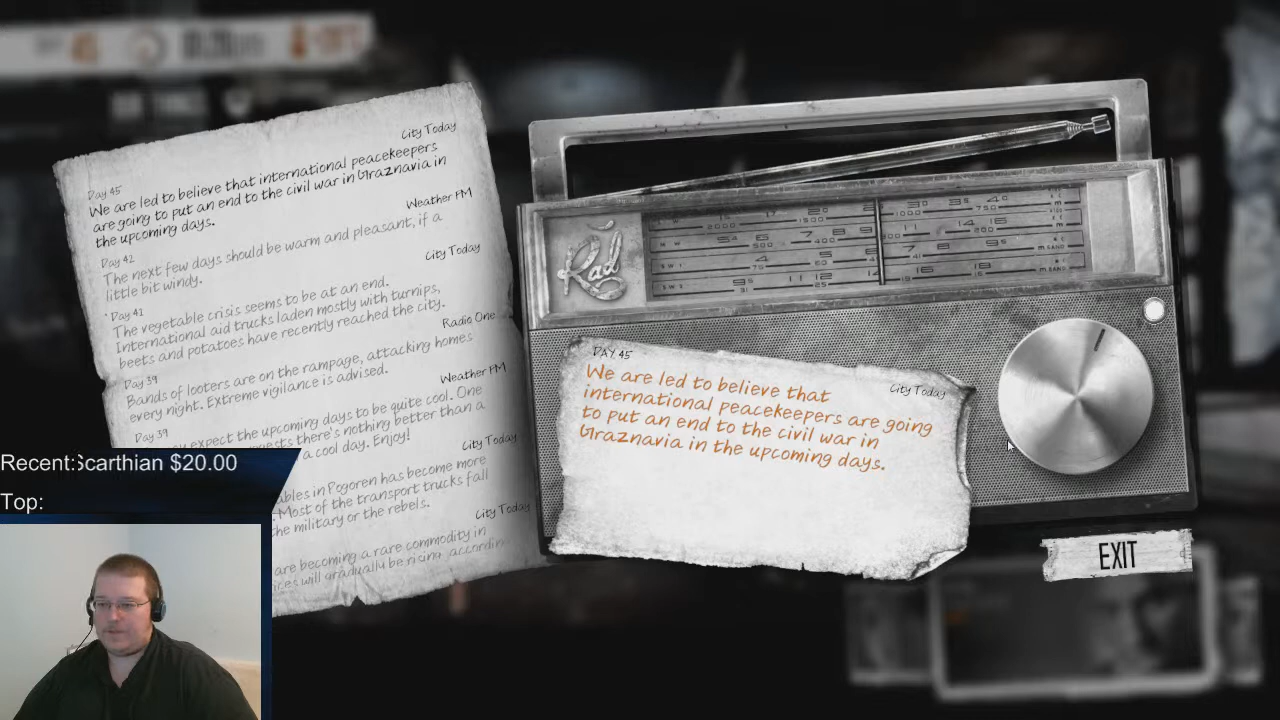 City Today
Day 45
We are led to believe that international peacekeepers
are going to put an end to the civil war in Graznavia in
the upcoming days.
Weather FM
Day 42
The next few days should be warm and pleasant, if a
little bit windy.
City Today
Day 41
The vegetable crisis seems to be at an end.
International aid trucks laden mostly with turnips,
beets and potatoes have recently reached the city.
Radio One
Day 39
Bands of looters are on the rampage, attacking homes
every night. Extreme vigilance is advised.
Weather FM
Day 39
expect the upcoming days to be quite cool. One
there's nothing better than a
a cool day. Enjoy!
City Today
in Pogoren has become more
Most of the transport trucks fall
the military or the rebels.
City Today
are becoming a rare commodity in
will gradually be rising,
Rad
DAY 45
City Today
We are led to believe that
international peacekeepers are going
to put an end to the civil war in
Graznavia in the upcoming days.
EXIT
Recent: Scarthian $20.00
Top: